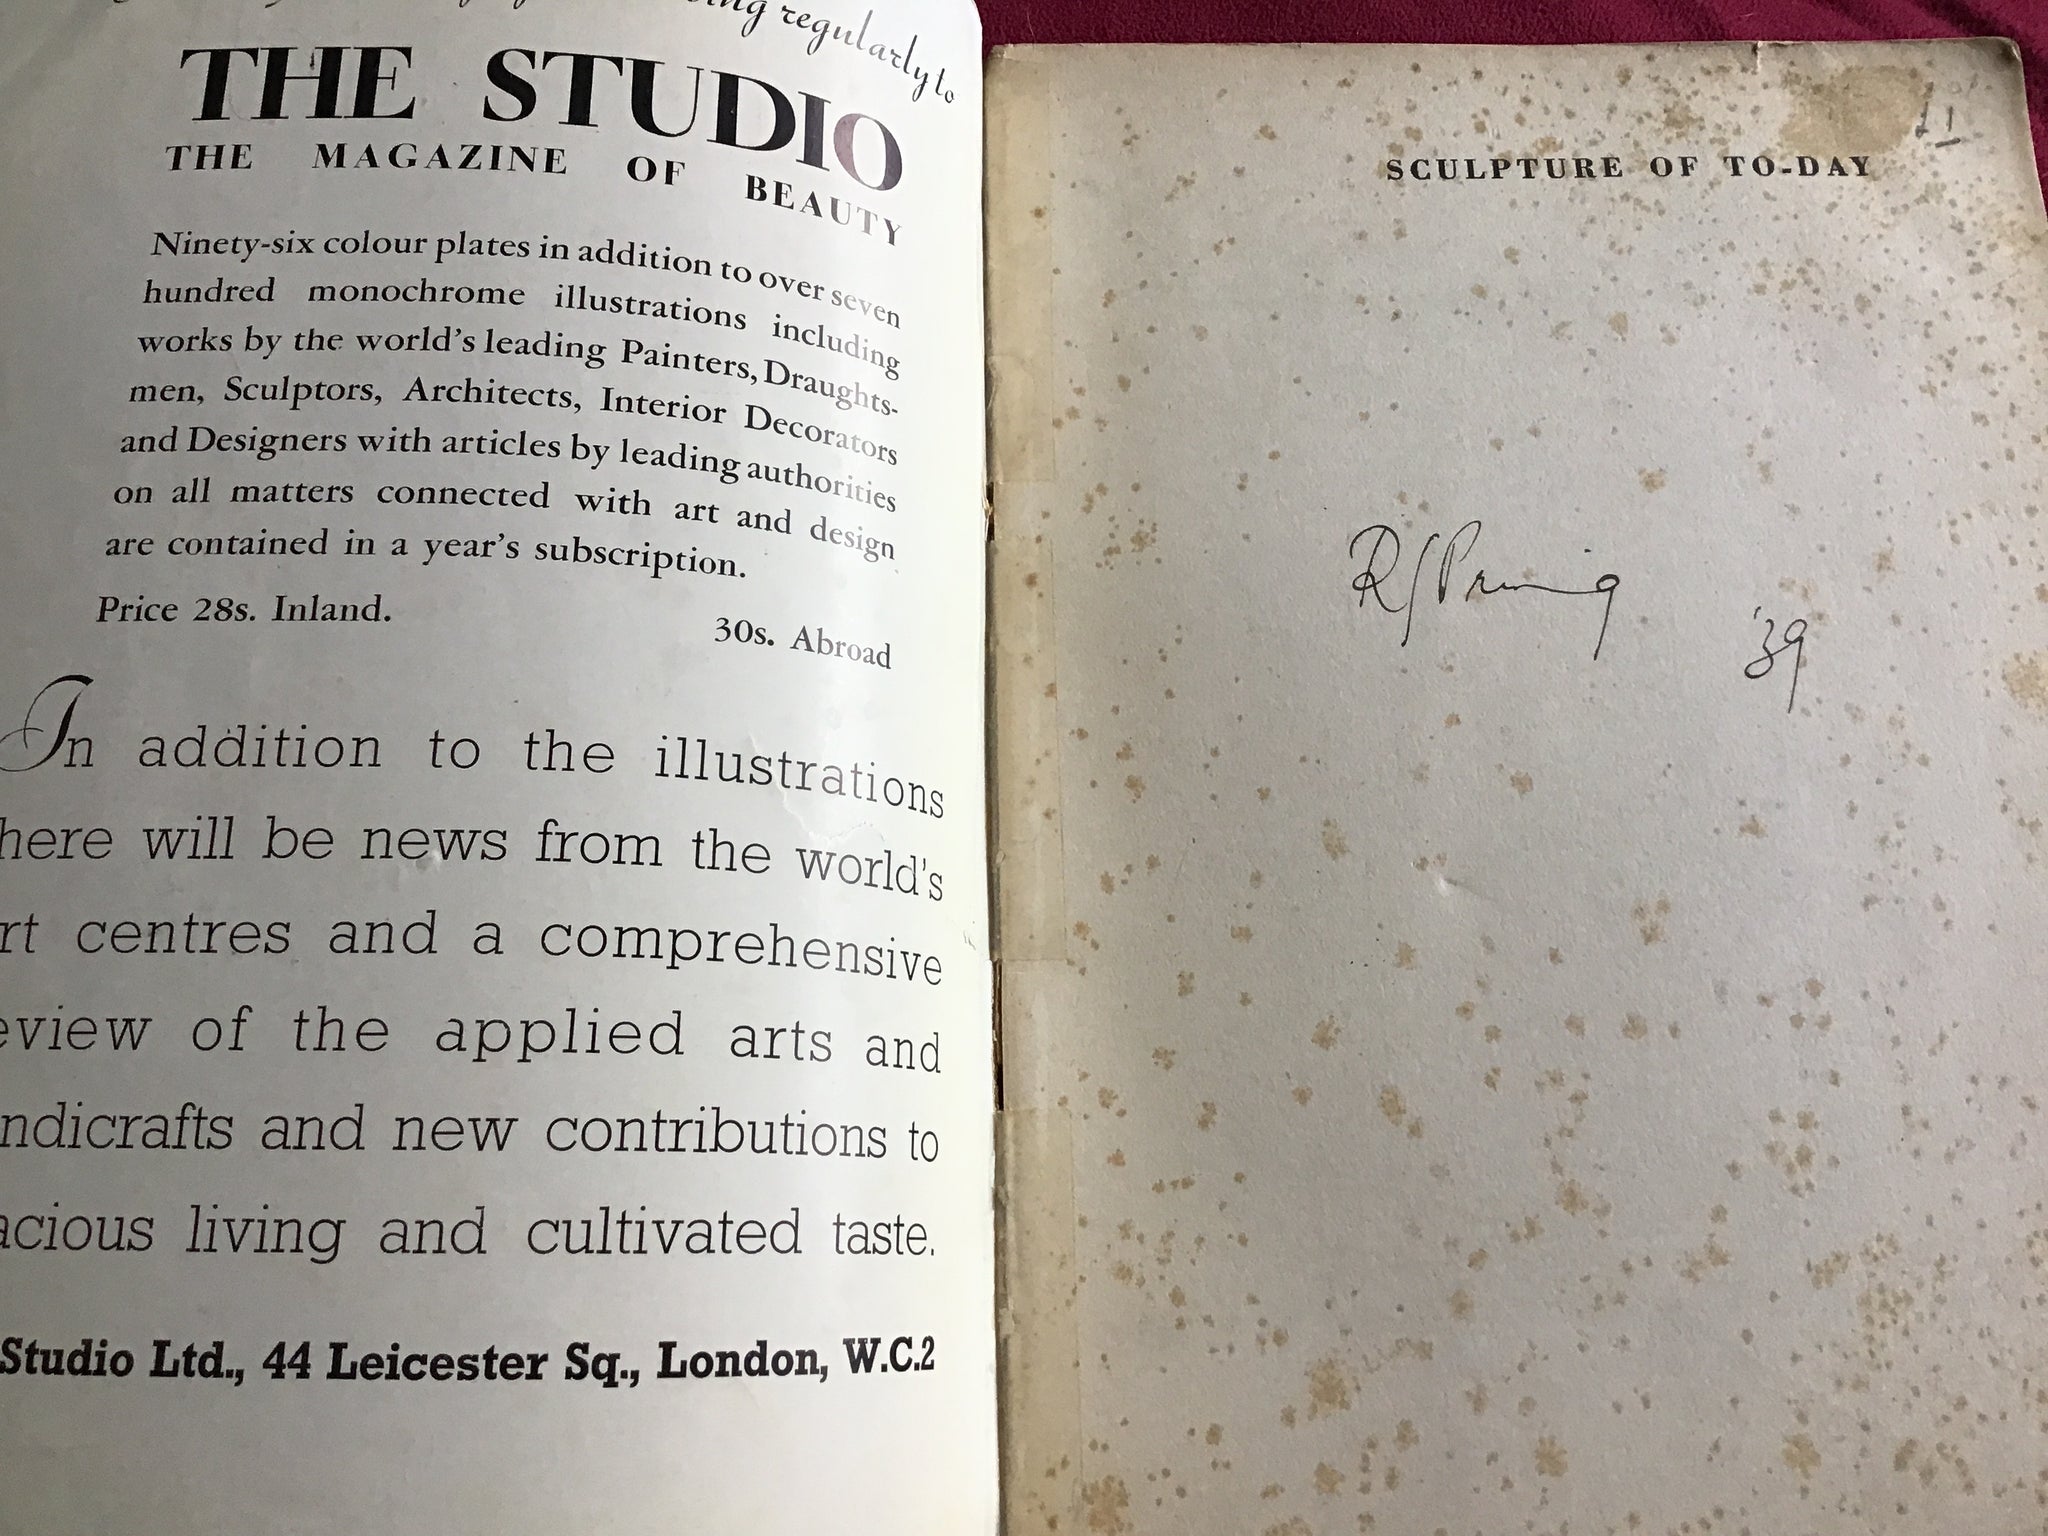 regularly to
THE STUDIO
THE MAGAZINE OF BEAUTY
Ninety-six colour plates in addition to over seven
hundred monochrome illustrations including
works by the world's leading Painters, Draughts-
men, Sculptors, Architects, Interior Decorators
and Designers with articles by leading authorities
on all matters connected with art and design
are contained in a year's subscription.
Price 28s. Inland. 30s. Abroad
In addition to the illustrations
here will be news from the world's
rt centres and a comprehensive
eview of the applied arts and
ndicrafts and new contributions to
acious living and cultivated taste.
Studio Ltd., 44 Leicester Sq., London, W.C.2
SCULPTURE OF TO-DAY
'39